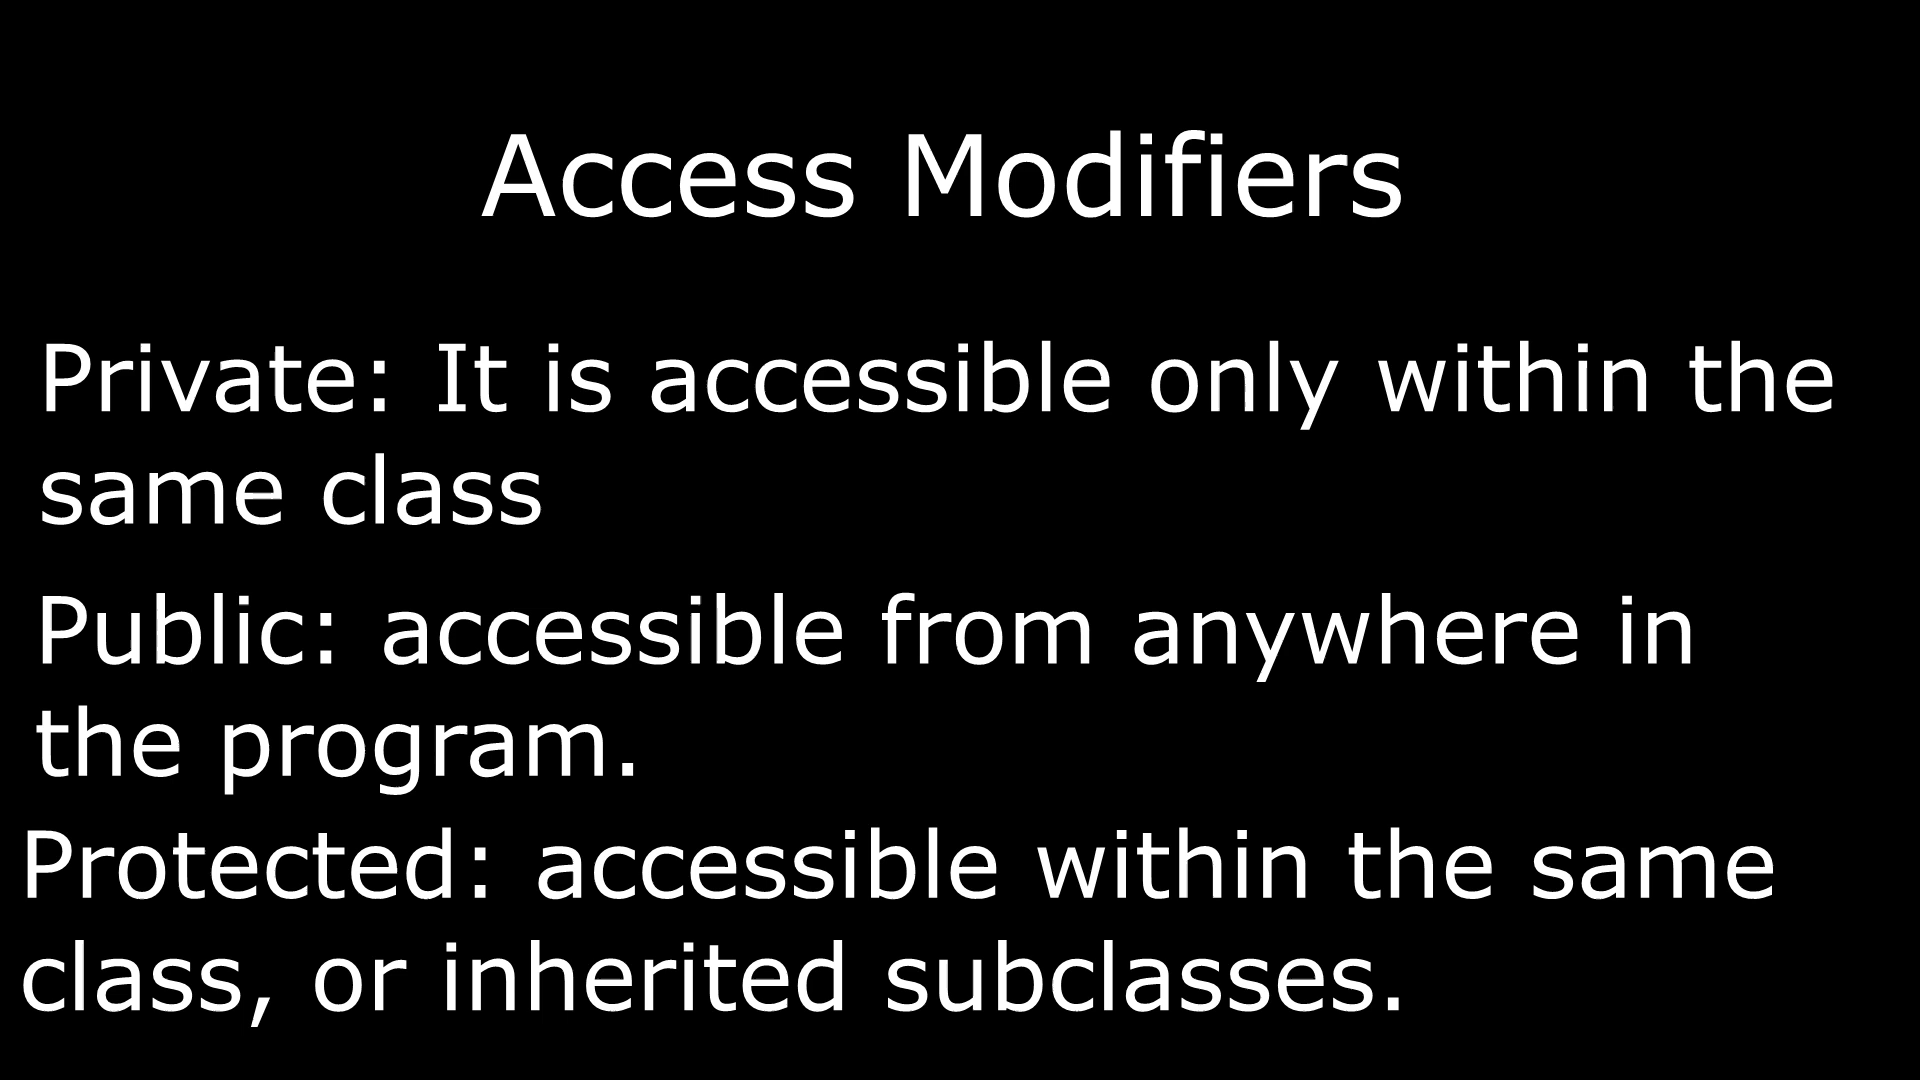 Access Modifiers
Private: It is accessible only within the
same class
Public: accessible from anywhere in
the program.
Protected: accessible within the same
class, or inherited subclasses.